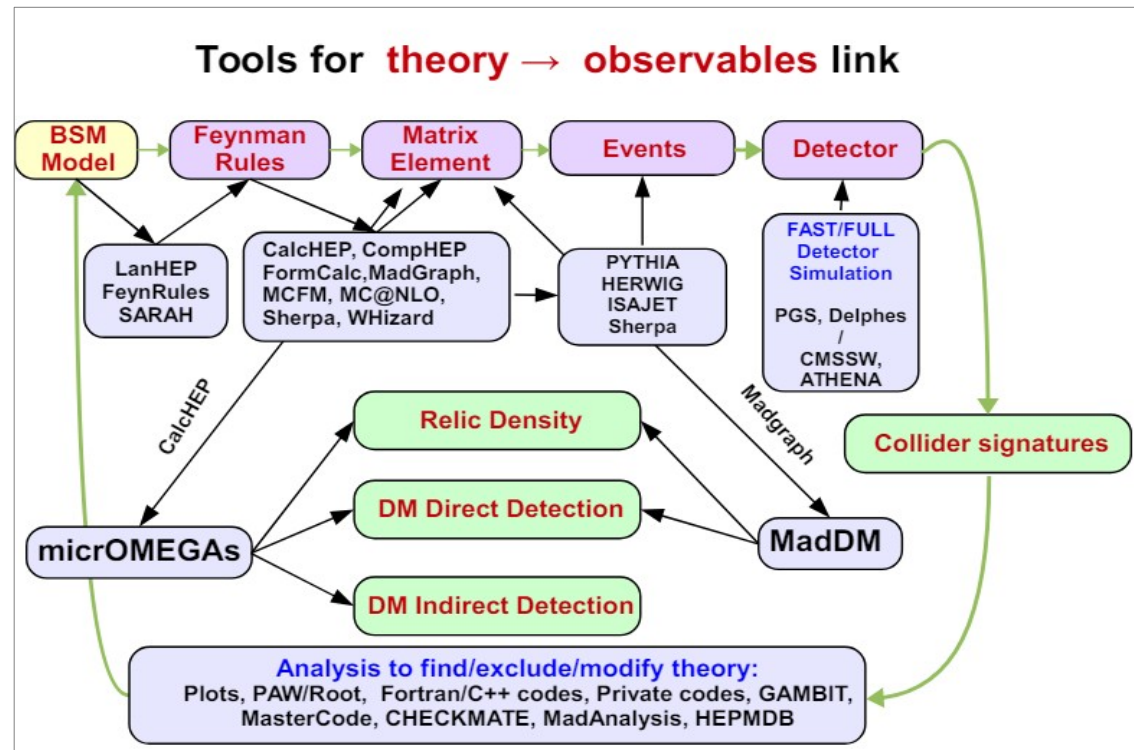 Tools for theory → observables link
BSM
Model
Feynman
Rules
Matrix
Element
Events
Detector
LanHEP
FeynRules
SARAH
CalcHEP, CompHEP
FormCalc,MadGraph,
MCFM, MC@NLO,
Sherpa, WHizard
PYTHIA
HERWIG
ISAJET
Sherpa
FAST/FULL
Detector
Simulation
PGS, Delphes
/
CMSSW,
ATHENA
CalcHEP
Madgraph
Relic Density
Collider signatures
DM Direct Detection
micrOMEGAs
MadDM
DM Indirect Detection
Analysis to find/exclude/modify theory:
Plots, PAW/Root, Fortran/C++ codes, Private codes, GAMBIT,
MasterCode, CHECKMATE, MadAnalysis, HEPMDB